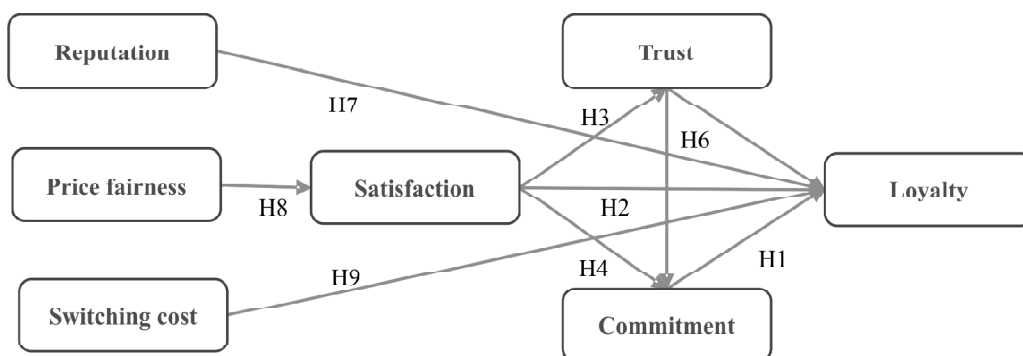 Reputation
Trust
H7
H3
H6
Price fairness
Satisfaction
Loyalty
H8
H2
H9
H4
H1
Switching cost
Commitment